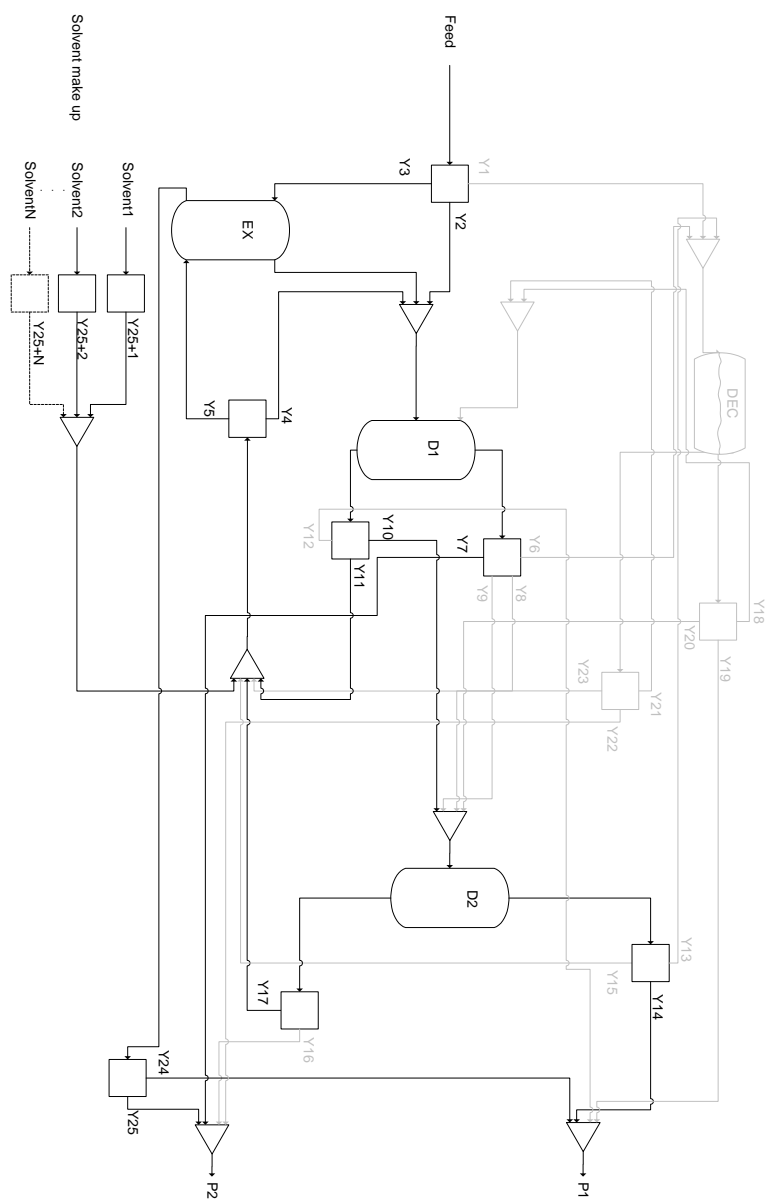 Solvent make up
Feed
Solvent1
Solvent2
. . .
SolventN
Y1
Y2
Y3
EX
Y25+1
Y25+2
Y25+N
DEC
Y4
Y5
D1
Y6
Y7
Y8
Y9
Y10
Y11
Y12
Y18
Y19
Y20
Y21
Y22
Y23
D2
Y13
Y14
Y15
Y16
Y17
Y24
Y25
P1
P2